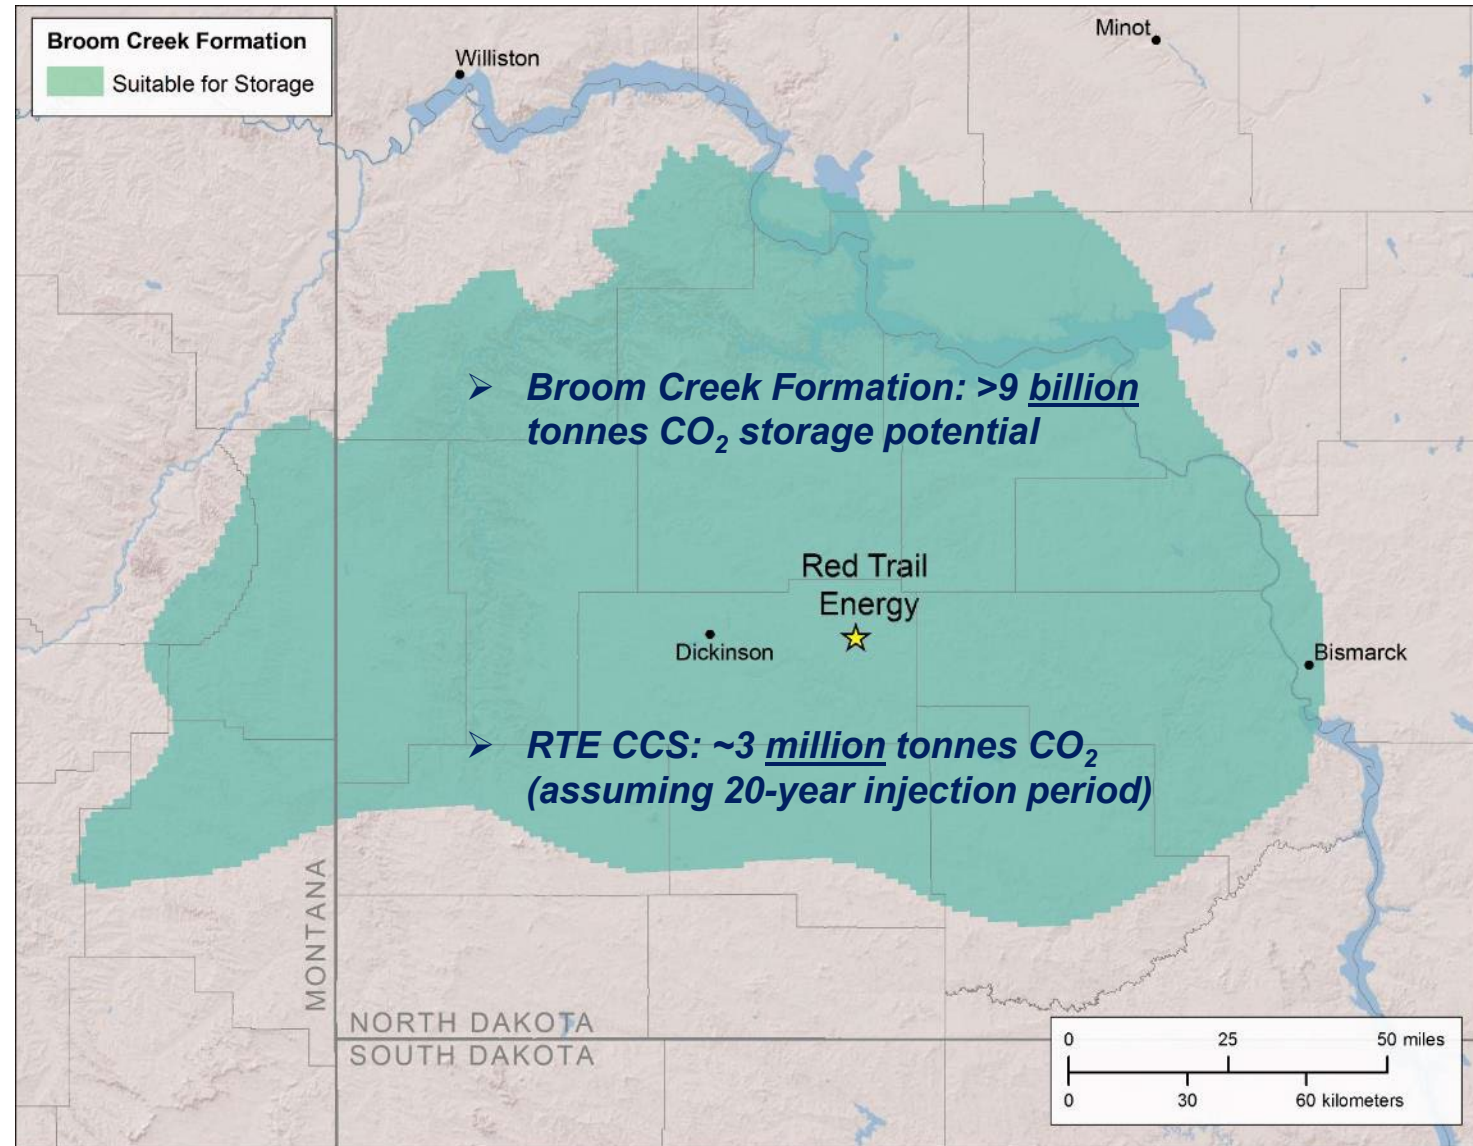 Broom Creek Formation
Suitable for Storage
Williston
Minot
➢ Broom Creek Formation: >9 billion
tonnes CO₂ storage potential
Red Trail
Energy
Dickinson
Bismarck
➢ RTE CCS: ~3 million tonnes CO₂
(assuming 20-year injection period)
MONTANA
NORTH DAKOTA
SOUTH DAKOTA
0 25 50 miles
0 30 60 kilometers